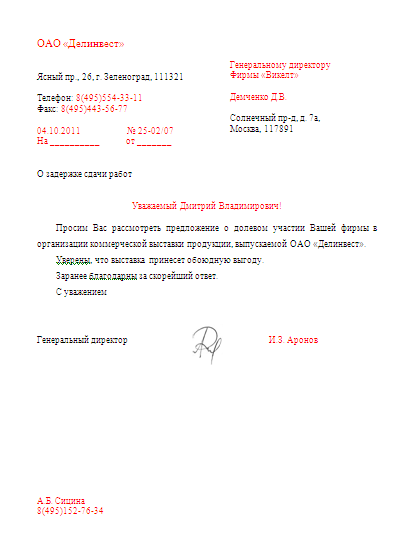 ОАО «Делинвест»
Генеральному директору
Фирмы «Викелт»
Ясный пр., 26, г. Зеленоград, 111321
Телефон: 8(495)554-33-11
Демченко Д.В.
Факс: 8(495)443-56-77
Солнечный пр-д, д. 7а,
Москва, 117891
04.10.2011 № 25-02/07
На __________ от _______
О задержке сдачи работ
Уважаемый Дмитрий Владимирович!
Просим Вас рассмотреть предложение о долевом участии Вашей фирмы в
организации коммерческой выставки продукции, выпускаемой ОАО «Делинвест».
Уверены, что выставка принесет обоюдную выгоду.
Заранее благодарны за скорейший ответ.
С уважением
Генеральный директор И.З. Аронов
А.Б. Сицина
8(495)152-76-34